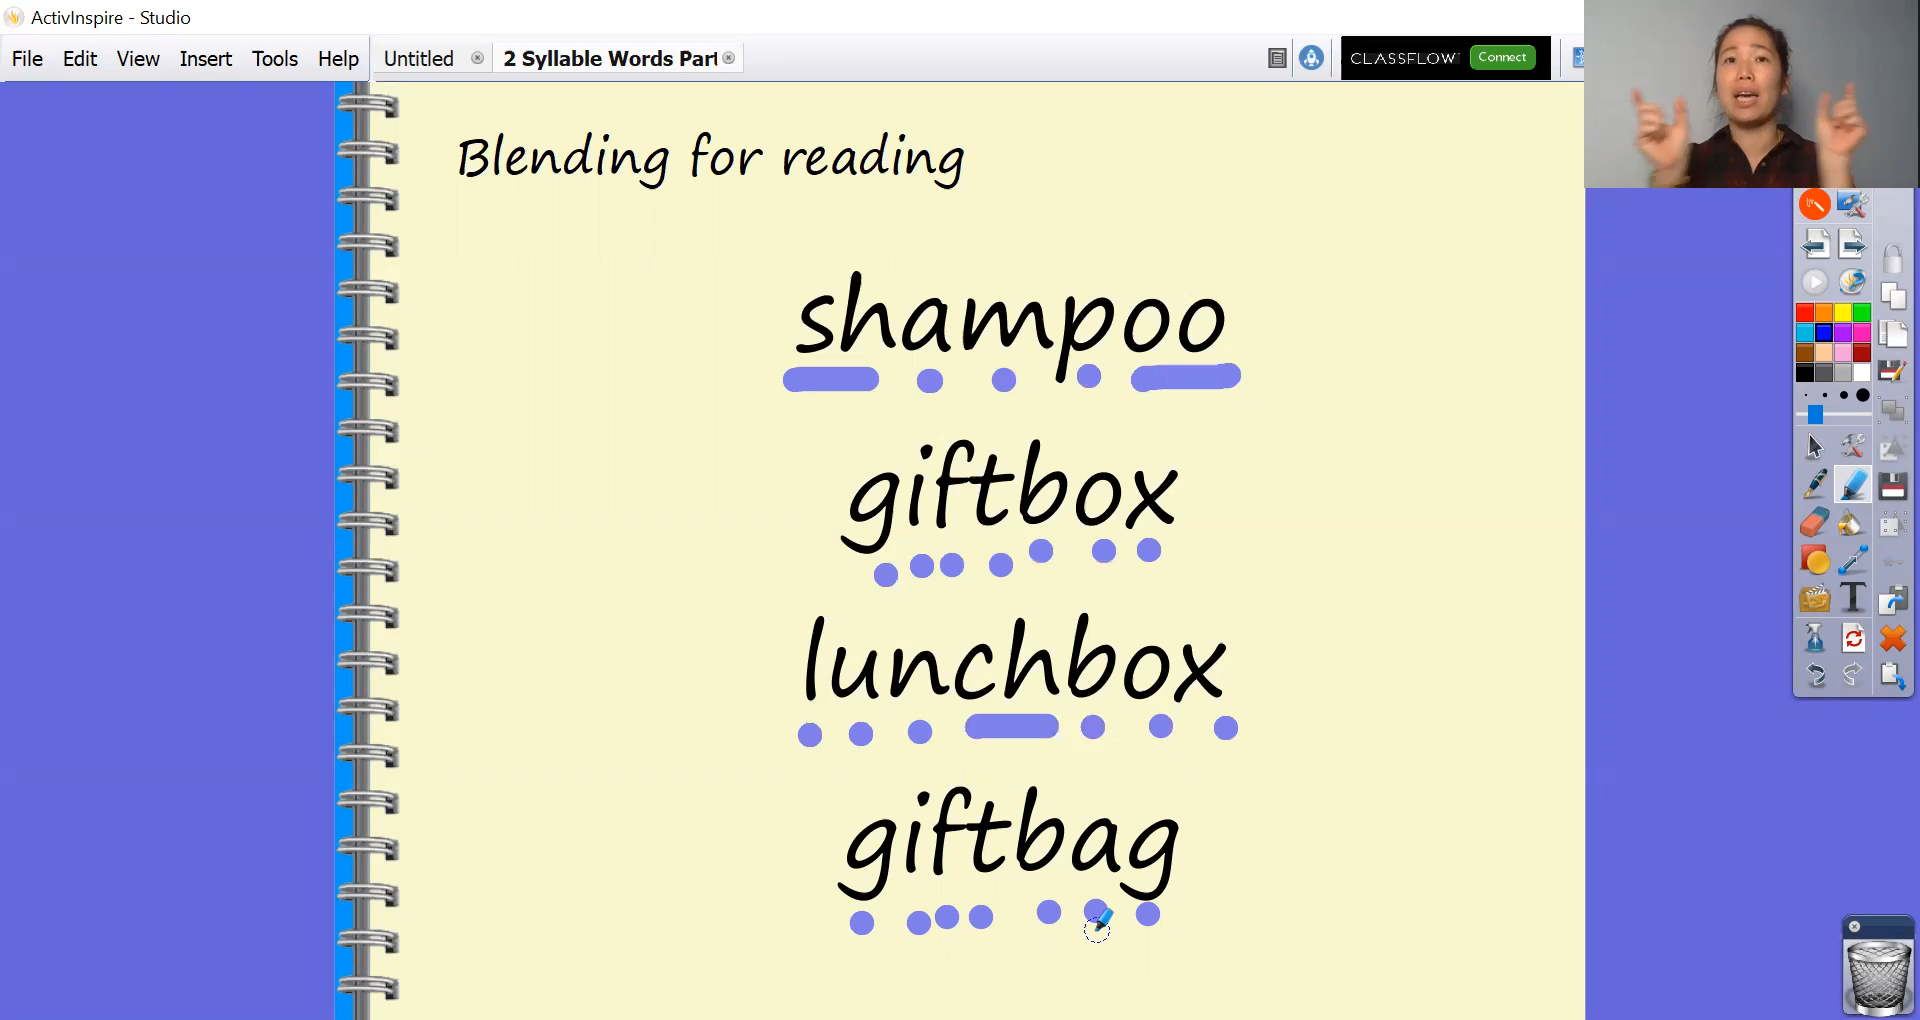 ActivInspire - Studio
File Edit View Insert Tools Help Untitled 2 Syllable Words Part CLASSFLOW Connect
Blending for reading
shampoo
giftbox
lunchbox
giftbag